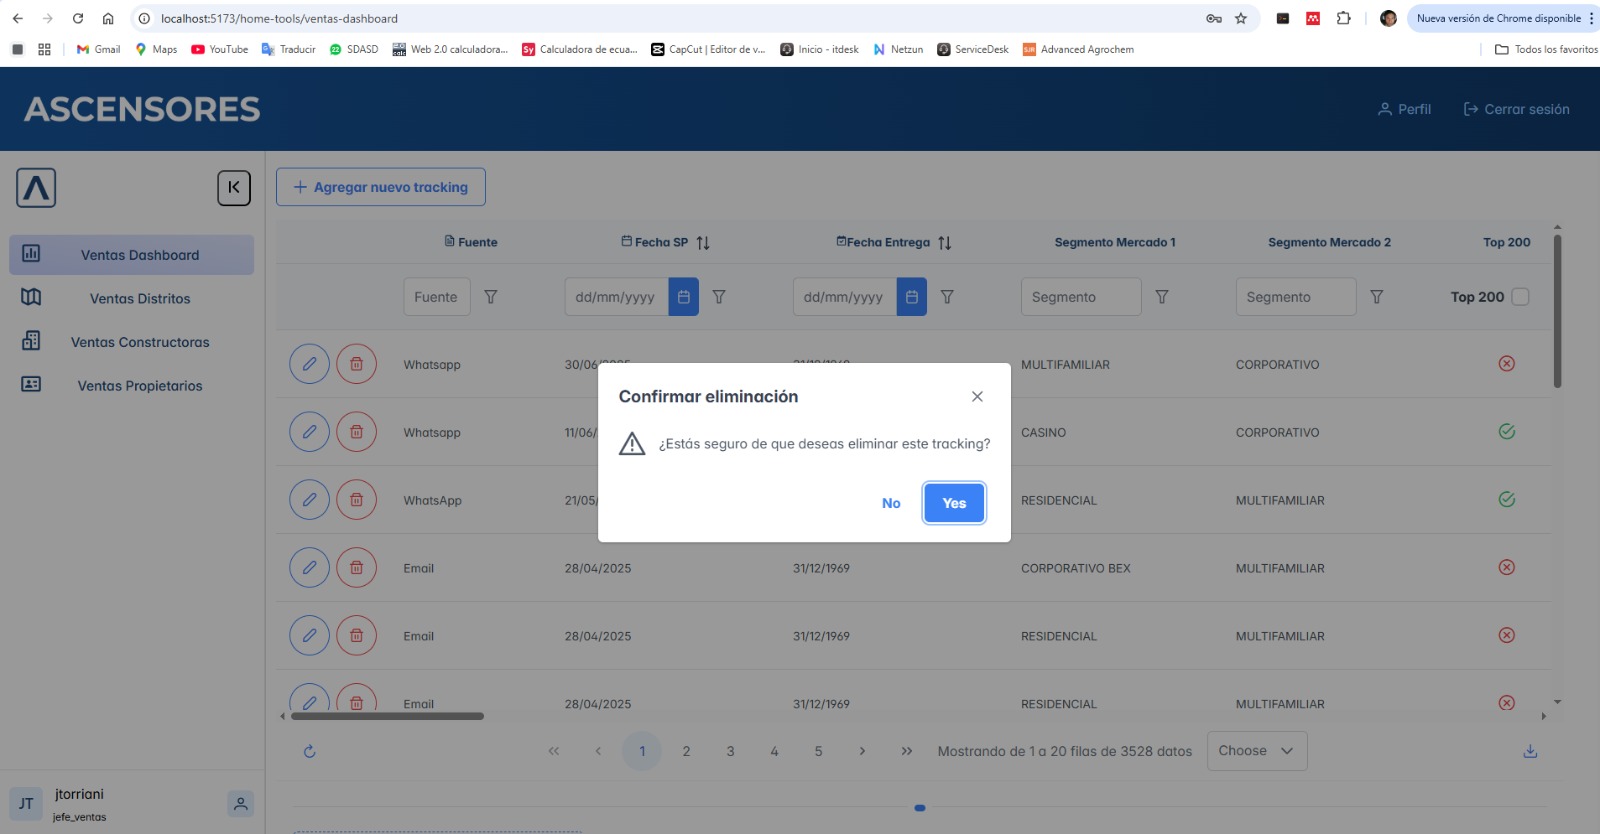 localhost:5173/home-tools/ventas-dashboard
Nueva versión de Chrome disponible
Gmail
Maps
YouTube
Traducir
SDASD
Web 2.0 calculadora...
Calculadora de ecua...
CapCut | Editor de v...
Inicio - itdesk
Netzun
ServiceDesk
Advanced Agrochem
Todos los favoritos
ASCENSORES
Perfil
Cerrar sesión
Agregar nuevo tracking
Ventas Dashboard
Ventas Distritos
Ventas Constructoras
Ventas Propietarios
Fuente Fecha SP Fecha Entrega Segmento Mercado 1 Segmento Mercado 2 Top 200
Fuente dd/mm/yyyy dd/mm/yyyy Segmento Segmento Top 200
Whatsapp 30/06/2025 31/12/1969 MULTIFAMILIAR CORPORATIVO
Whatsapp 11/06/ CASINO CORPORATIVO
WhatsApp 21/05/ RESIDENCIAL MULTIFAMILIAR
Email 28/04/2025 31/12/1969 CORPORATIVO BEX MULTIFAMILIAR
Email 28/04/2025 31/12/1969 RESIDENCIAL MULTIFAMILIAR
Email 28/04/2025 31/12/1969 RESIDENCIAL MULTIFAMILIAR
Confirmar eliminación
¿Estás seguro de que deseas eliminar este tracking?
No
Yes
1 2 3 4 5 Mostrando de 1 a 20 filas de 3528 datos Choose
JT
jtorriani
jefe_ventas